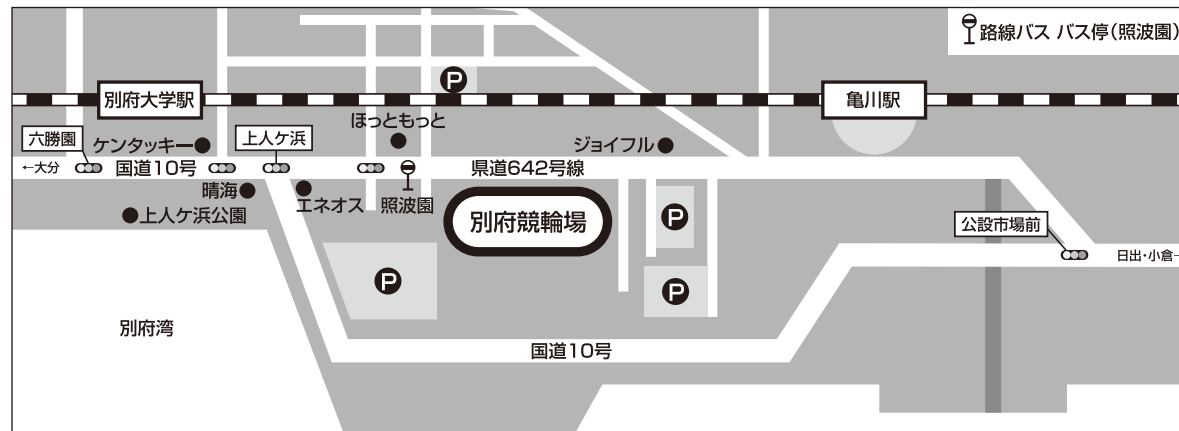 路線バス バス停（照波園）
P
別府大学駅
亀川駅
ほっともっと
六勝園
ケンタッキー
上人ケ浜
ジョイフル
←大分
国道10号
県道642号線
晴海
エネオス
照波園
上人ケ浜公園
別府競輪場
P
公設市場前
日出・小倉
P
P
別府湾
国道10号